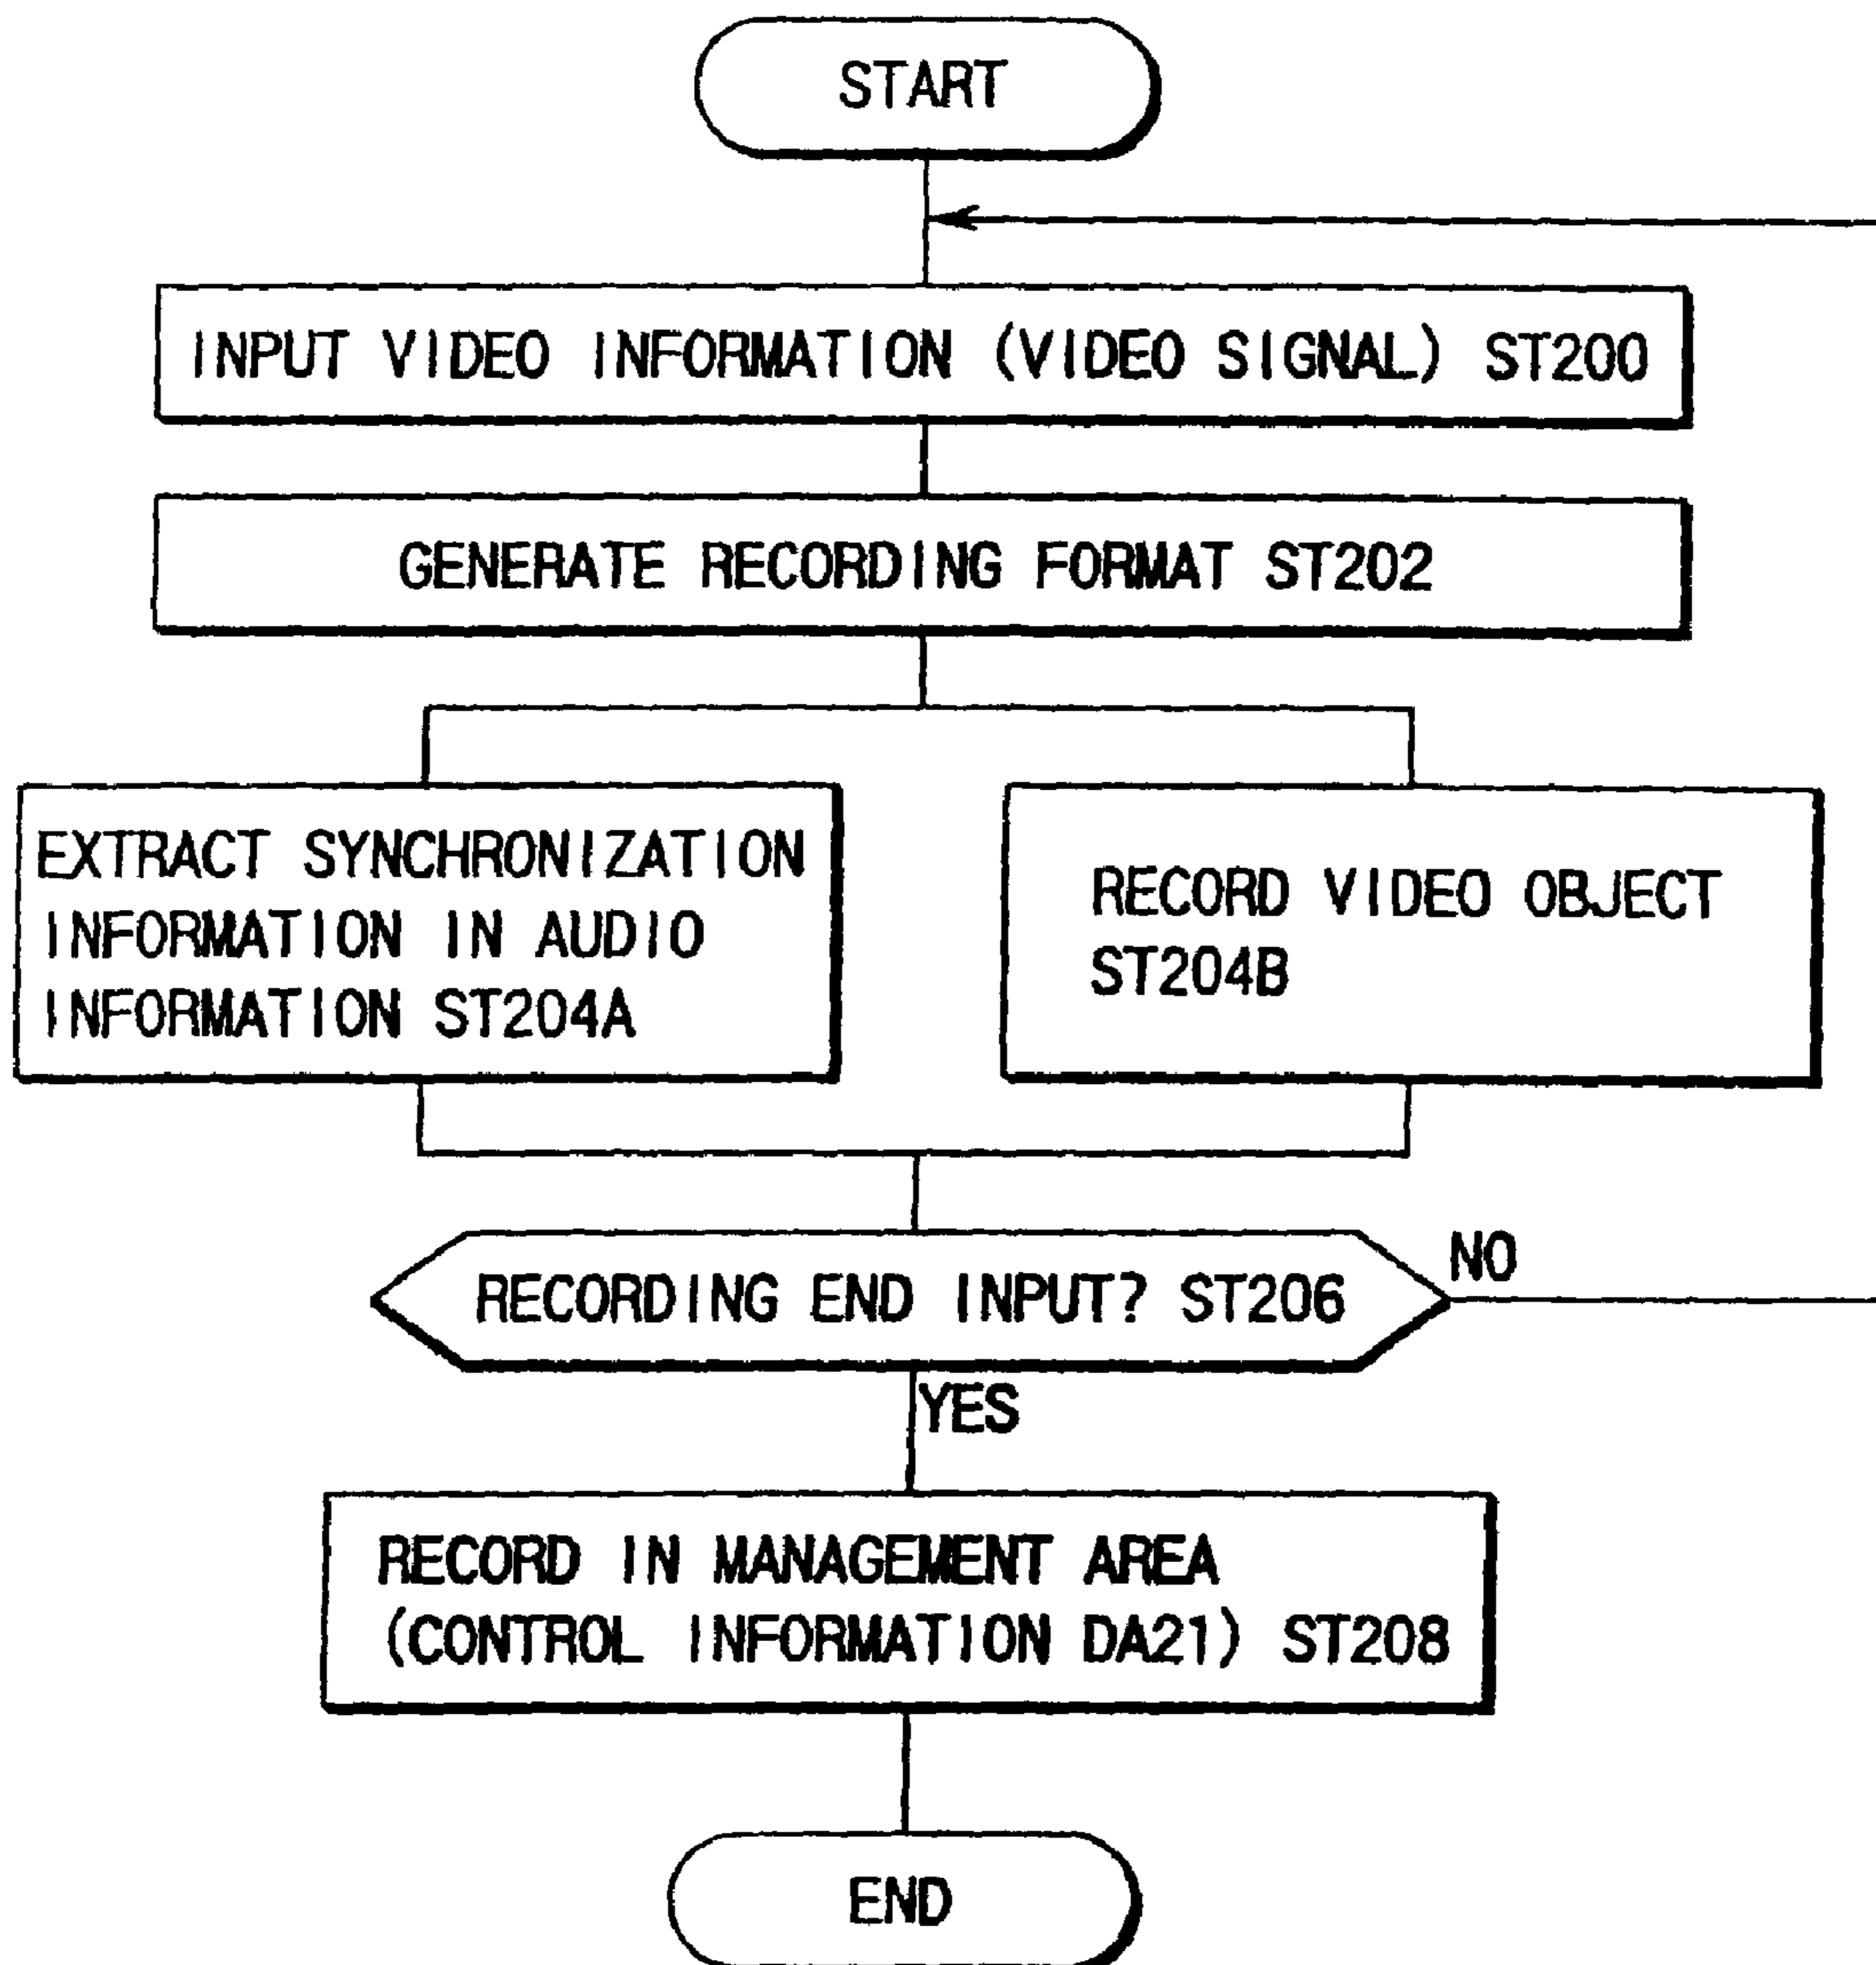 START
INPUT VIDEO INFORMATION (VIDEO SIGNAL) ST200
GENERATE RECORDING FORMAT ST202
EXTRACT SYNCHRONIZATION
INFORMATION IN AUDIO
INFORMATION ST204A
RECORD VIDEO OBJECT
ST204B
RECORDING END INPUT? ST206
NO
YES
RECORD IN MANAGEMENT AREA
(CONTROL INFORMATION DA21) ST208
END